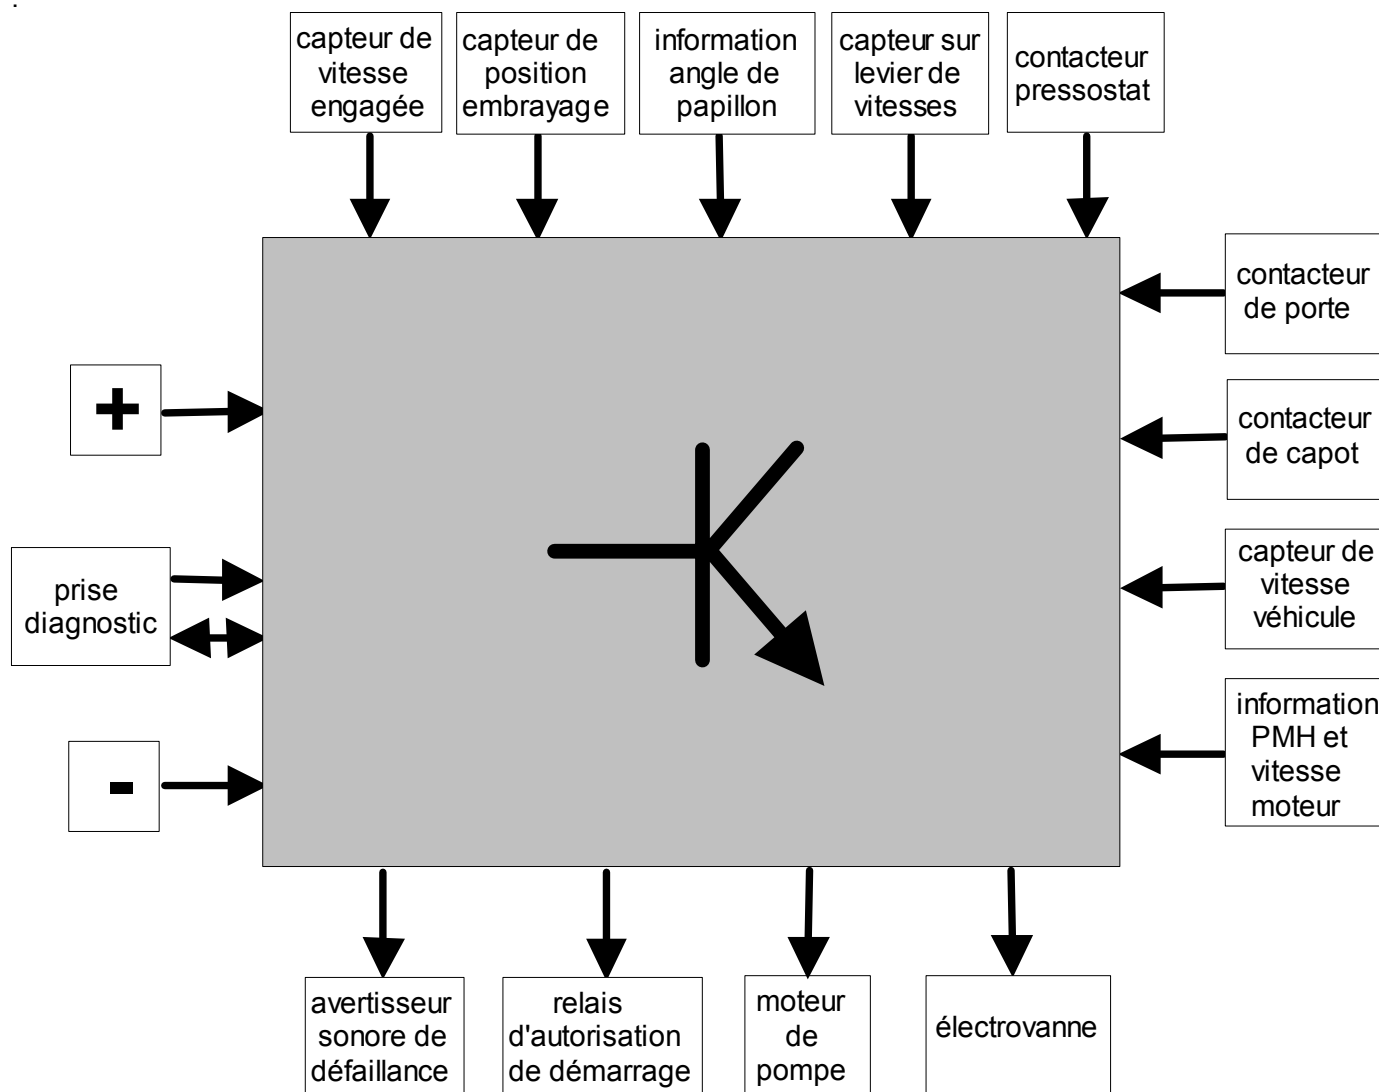 .
capteur de
vitesse
engagée
capteur de
position
embrayage
information
angle de
papillon
capteur sur
levier de
vitesses
contacteur
pressostat
contacteur
de porte
+
contacteur
de capot
prise
diagnostic
capteur de
vitesse
véhicule
-
information
PMH et
vitesse
moteur
avertisseur
sonore de
défaillance
relais
d'autorisation
de démarrage
moteur
de
pompe
électrovanne